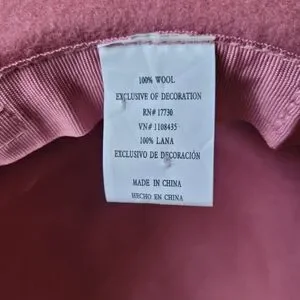 100% WOOL
EXCLUSIVE OF DECORATION
RN# 17730
VN# 1108435
100% LANA
EXCLUSIVO DE DECORACIÓN
MADE IN CHINA
HECHO EN CHINA